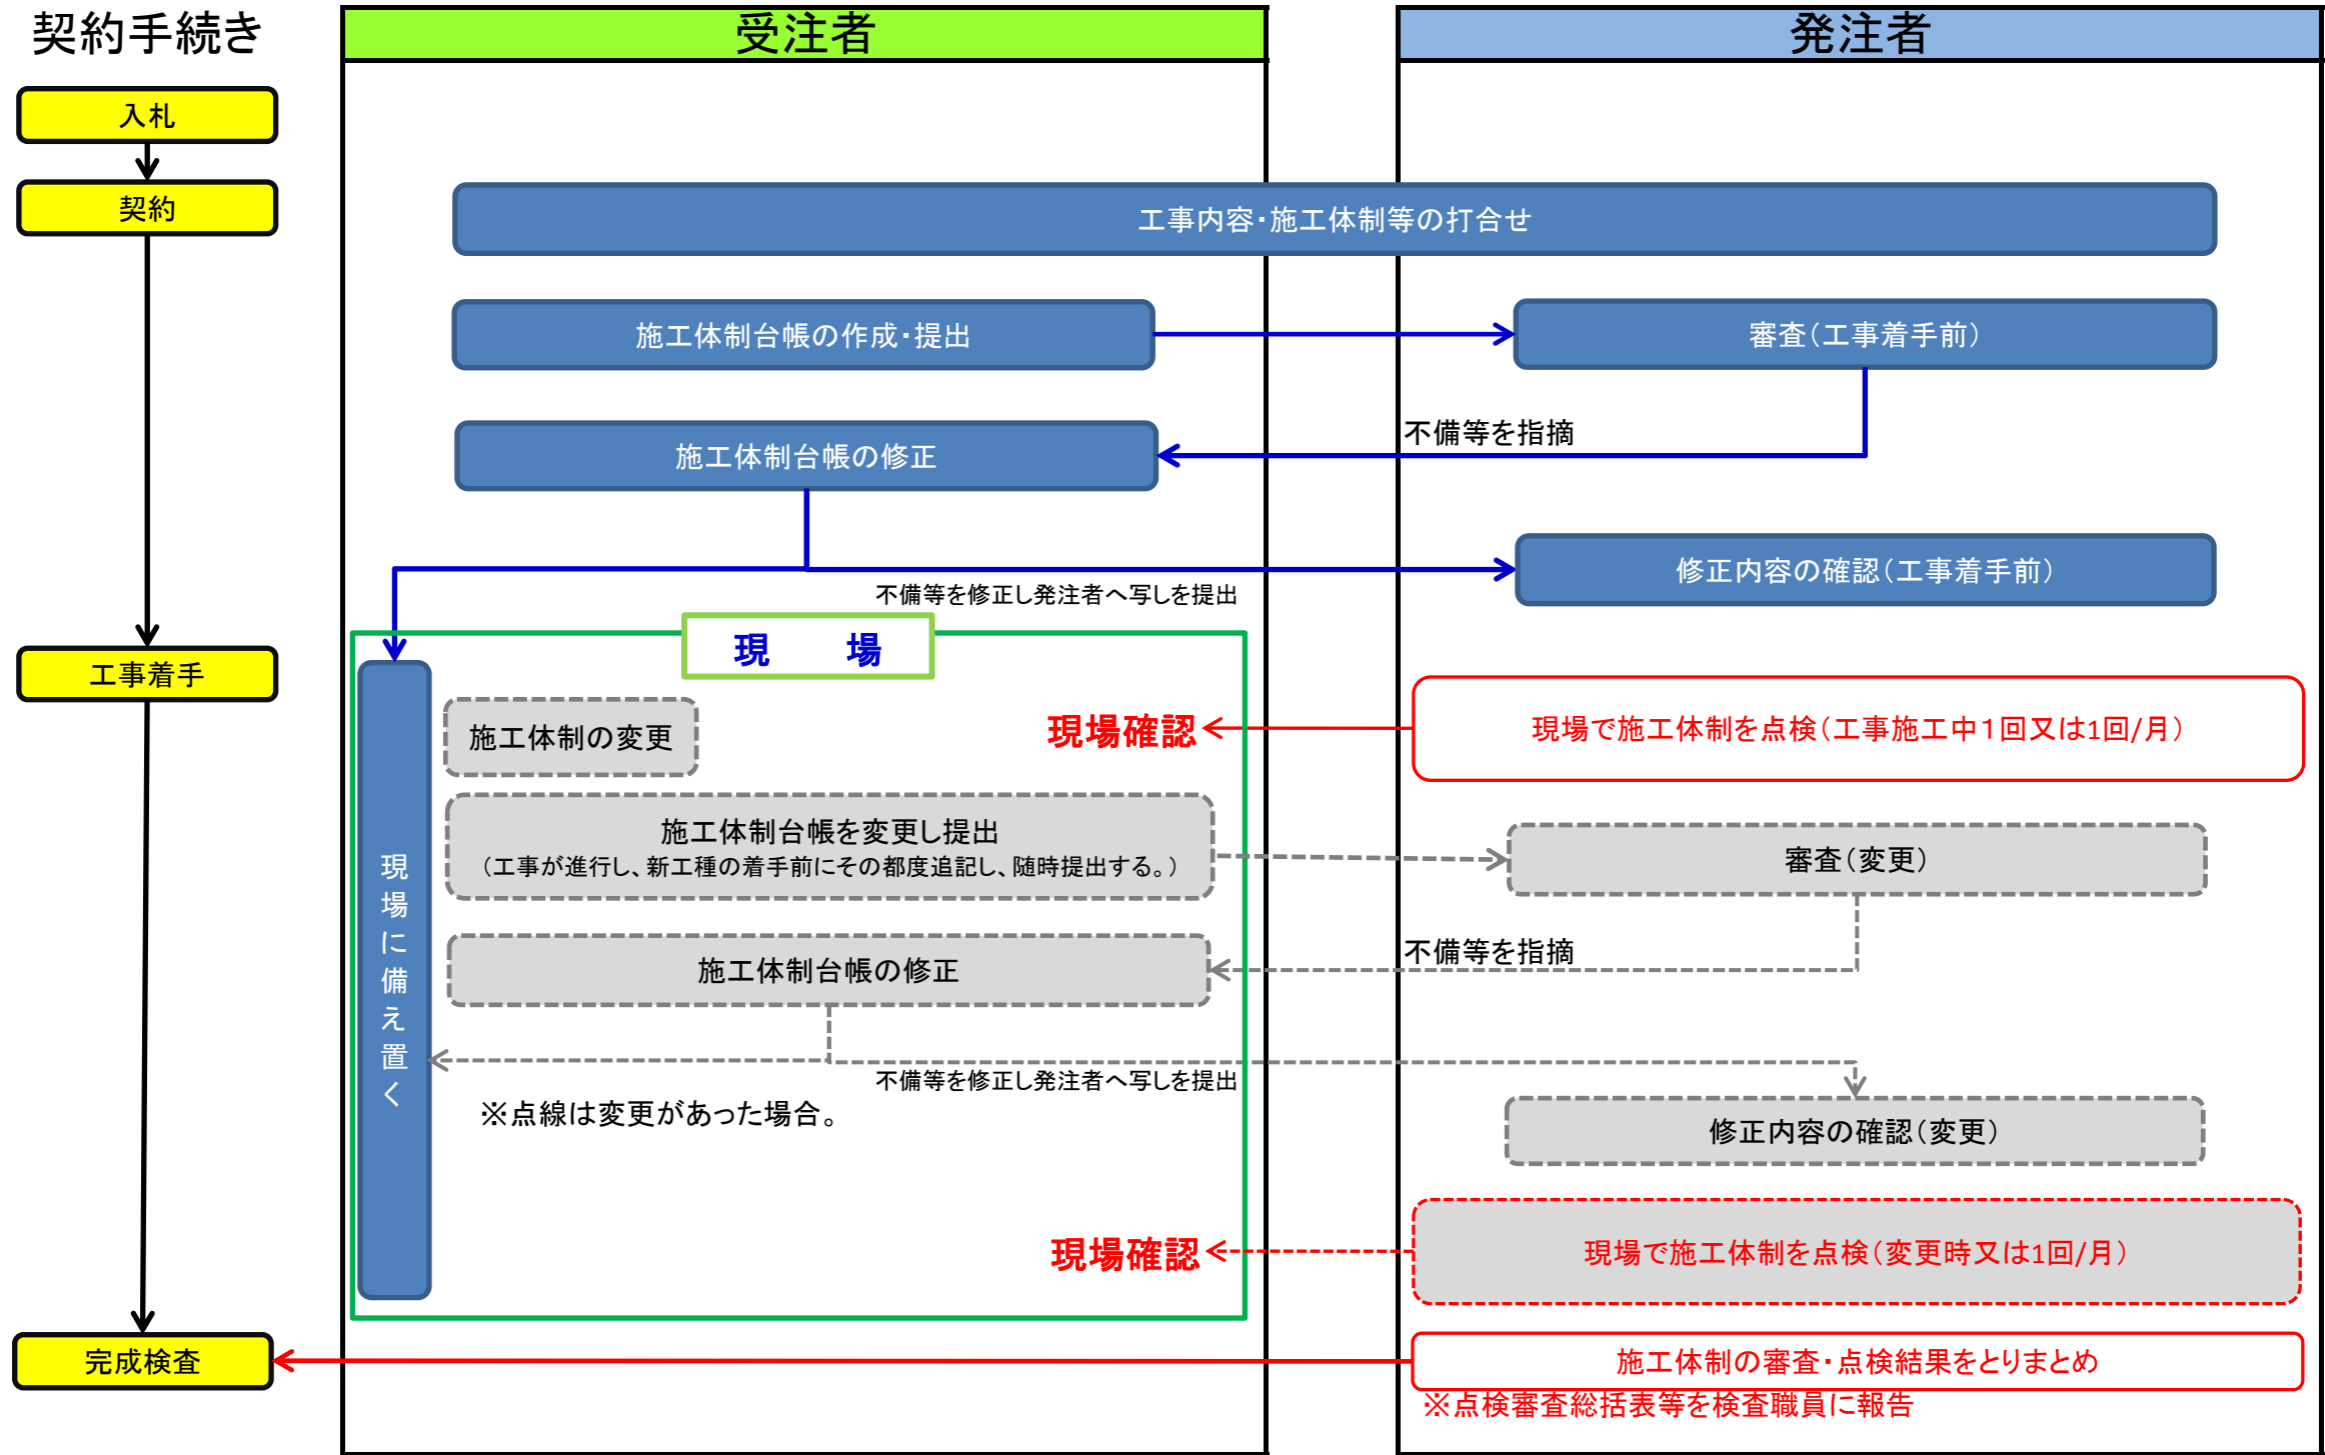 契約手続き
受注者
発注者
入札
契約
工事内容・施工体制等の打合せ
施工体制台帳の作成・提出
審査（工事着手前）
不備等を指摘
施工体制台帳の修正
修正内容の確認（工事着手前）
不備等を修正し発注者へ写しを提出
現　　場
工事着手
施工体制の変更
現場確認
現場で施工体制を点検（工事施工中１回又は1回/月）
施工体制台帳を変更し提出
（工事が進行し、新工種の着手前にその都度追記し、随時提出する。）
審査（変更）
現場に備え置く
不備等を指摘
施工体制台帳の修正
不備等を修正し発注者へ写しを提出
※点線は変更があった場合。
修正内容の確認（変更）
現場確認
現場で施工体制を点検（変更時又は1回/月）
完成検査
施工体制の審査・点検結果をとりまとめ
※点検審査総括表等を検査職員に報告